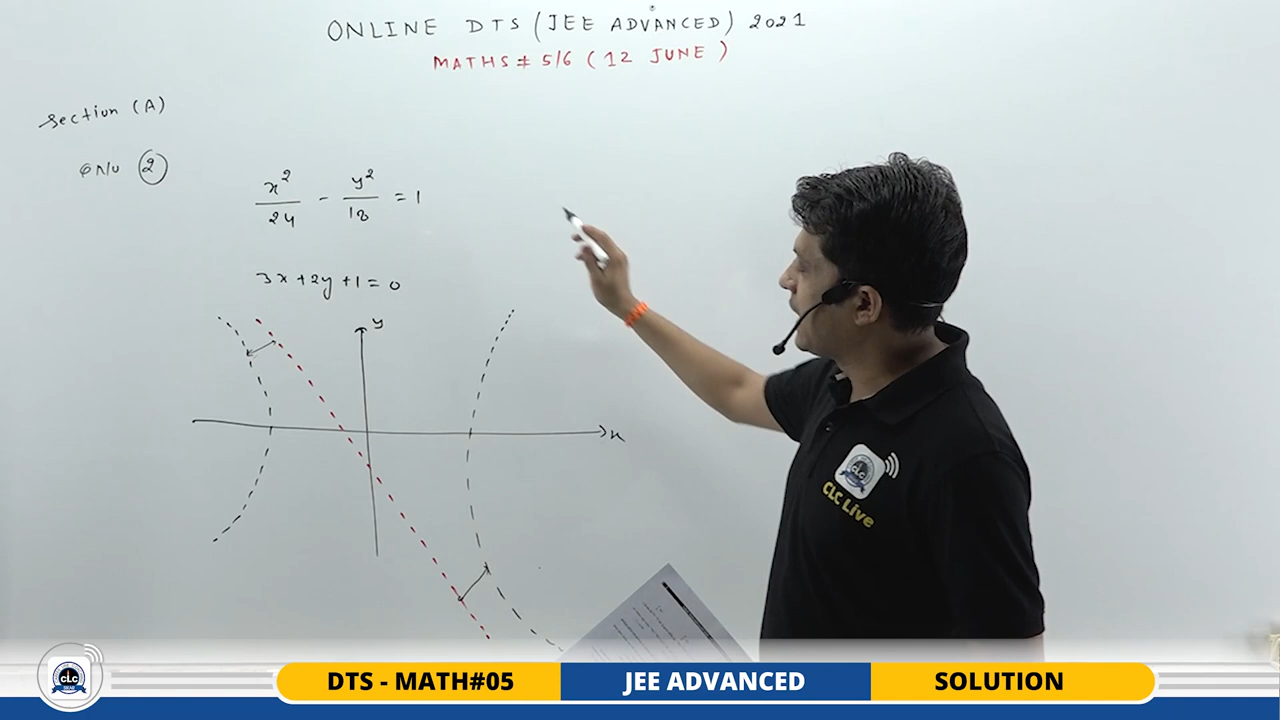 ONLINE DTS (JEE ADVANCED) 2021
MATHS # 5/6 (12 JUNE)
Section (A)
QNo (2)
x²/24 - y²/18 = 1
3x+2y+1=0
y
x
CLC Live
CLC
DTS - MATH#05 JEE ADVANCED SOLUTION